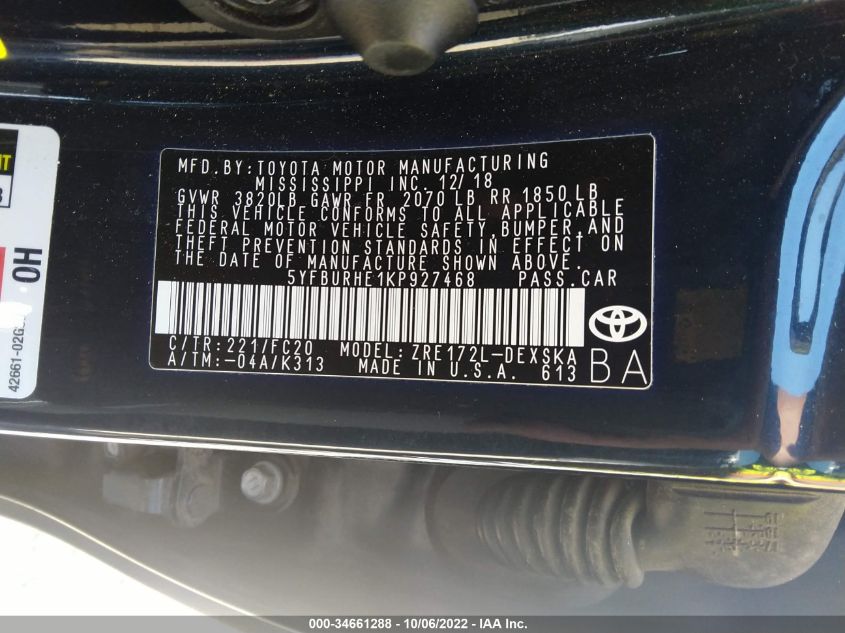 MFD.BY:TOYOTA MOTOR MANUFACTURING
MISSISSIPPI INC. 12/18
GVWR 3820LB GAWR FR 2070 LB RR 1850 LB
THIS VEHICLE CONFORMS TO ALL APPLICABLE
FEDERAL MOTOR VEHICLE SAFETY,BUMPER,AND
THEFT PREVENTION STANDARDS IN EFFECT ON
THE DATE OF MANUFACTURE SHOWN ABOVE.
5YFBURHE1KP927468 PASS.CAR
C/TR:221/FC20 MODEL:ZRE172L-DEXSKA
A/TM:-04A/K313 MADE IN U.S.A. 613
BA
OH
000-34661288 - 10/06/2022 - IAA Inc.